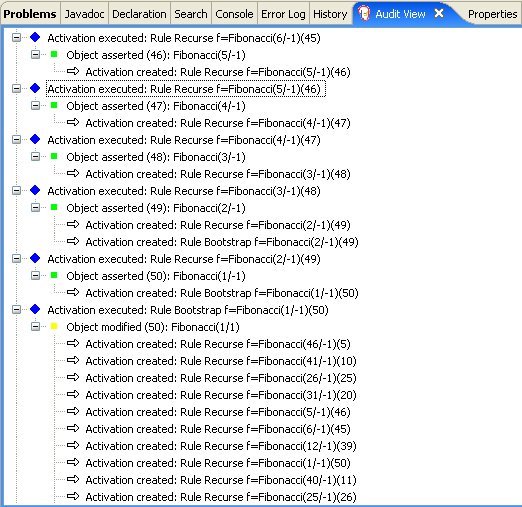 Problems Javadoc Declaration Search Console Error Log History Audit View Properties
Activation executed: Rule Recurse f=Fibonacci(6/-1)(45)
Object asserted (46): Fibonacci(5/-1)
Activation created: Rule Recurse f=Fibonacci(5/-1)(46)
Activation executed: Rule Recurse f=Fibonacci(5/-1)(46)
Object asserted (47): Fibonacci(4/-1)
Activation created: Rule Recurse f=Fibonacci(4/-1)(47)
Activation executed: Rule Recurse f=Fibonacci(4/-1)(47)
Object asserted (48): Fibonacci(3/-1)
Activation created: Rule Recurse f=Fibonacci(3/-1)(48)
Activation executed: Rule Recurse f=Fibonacci(3/-1)(48)
Object asserted (49): Fibonacci(2/-1)
Activation created: Rule Recurse f=Fibonacci(2/-1)(49)
Activation created: Rule Bootstrap f=Fibonacci(2/-1)(49)
Activation executed: Rule Recurse f=Fibonacci(2/-1)(49)
Object asserted (50): Fibonacci(1/-1)
Activation created: Rule Bootstrap f=Fibonacci(1/-1)(50)
Activation executed: Rule Bootstrap f=Fibonacci(1/-1)(50)
Object modified (50): Fibonacci(1/1)
Activation created: Rule Recurse f=Fibonacci(46/-1)(5)
Activation created: Rule Recurse f=Fibonacci(41/-1)(10)
Activation created: Rule Recurse f=Fibonacci(26/-1)(25)
Activation created: Rule Recurse f=Fibonacci(31/-1)(20)
Activation created: Rule Recurse f=Fibonacci(5/-1)(46)
Activation created: Rule Recurse f=Fibonacci(6/-1)(45)
Activation created: Rule Recurse f=Fibonacci(12/-1)(39)
Activation created: Rule Recurse f=Fibonacci(1/-1)(50)
Activation created: Rule Recurse f=Fibonacci(40/-1)(11)
Activation created: Rule Recurse f=Fibonacci(25/-1)(26)